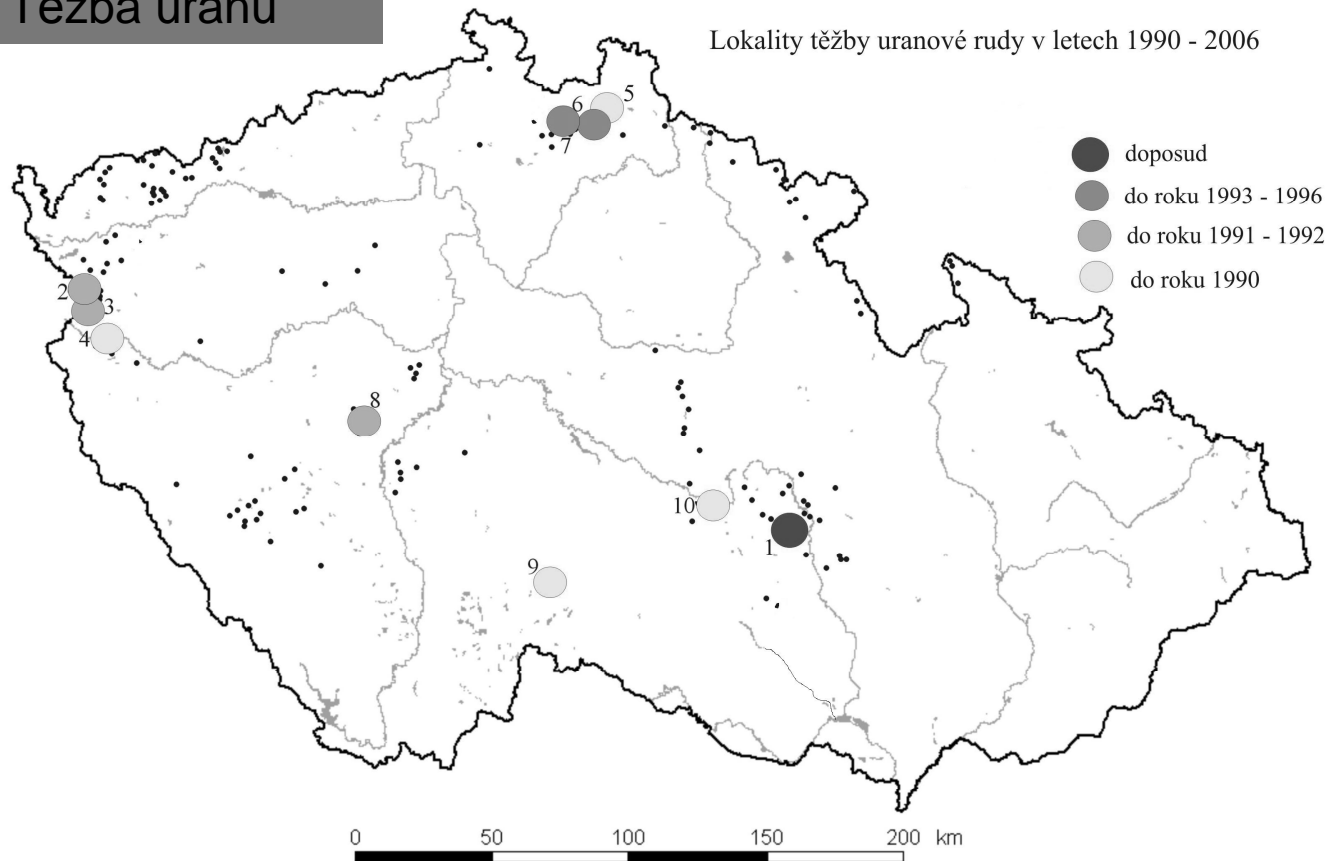 Těžba uranu
Lokality těžby uranové rudy v letech 1990 - 2006
doposud
do roku 1993 - 1996
do roku 1991 - 1992
do roku 1990
5
6
7
2
3
4
8
10
1
9
0 50 100 150 200 km